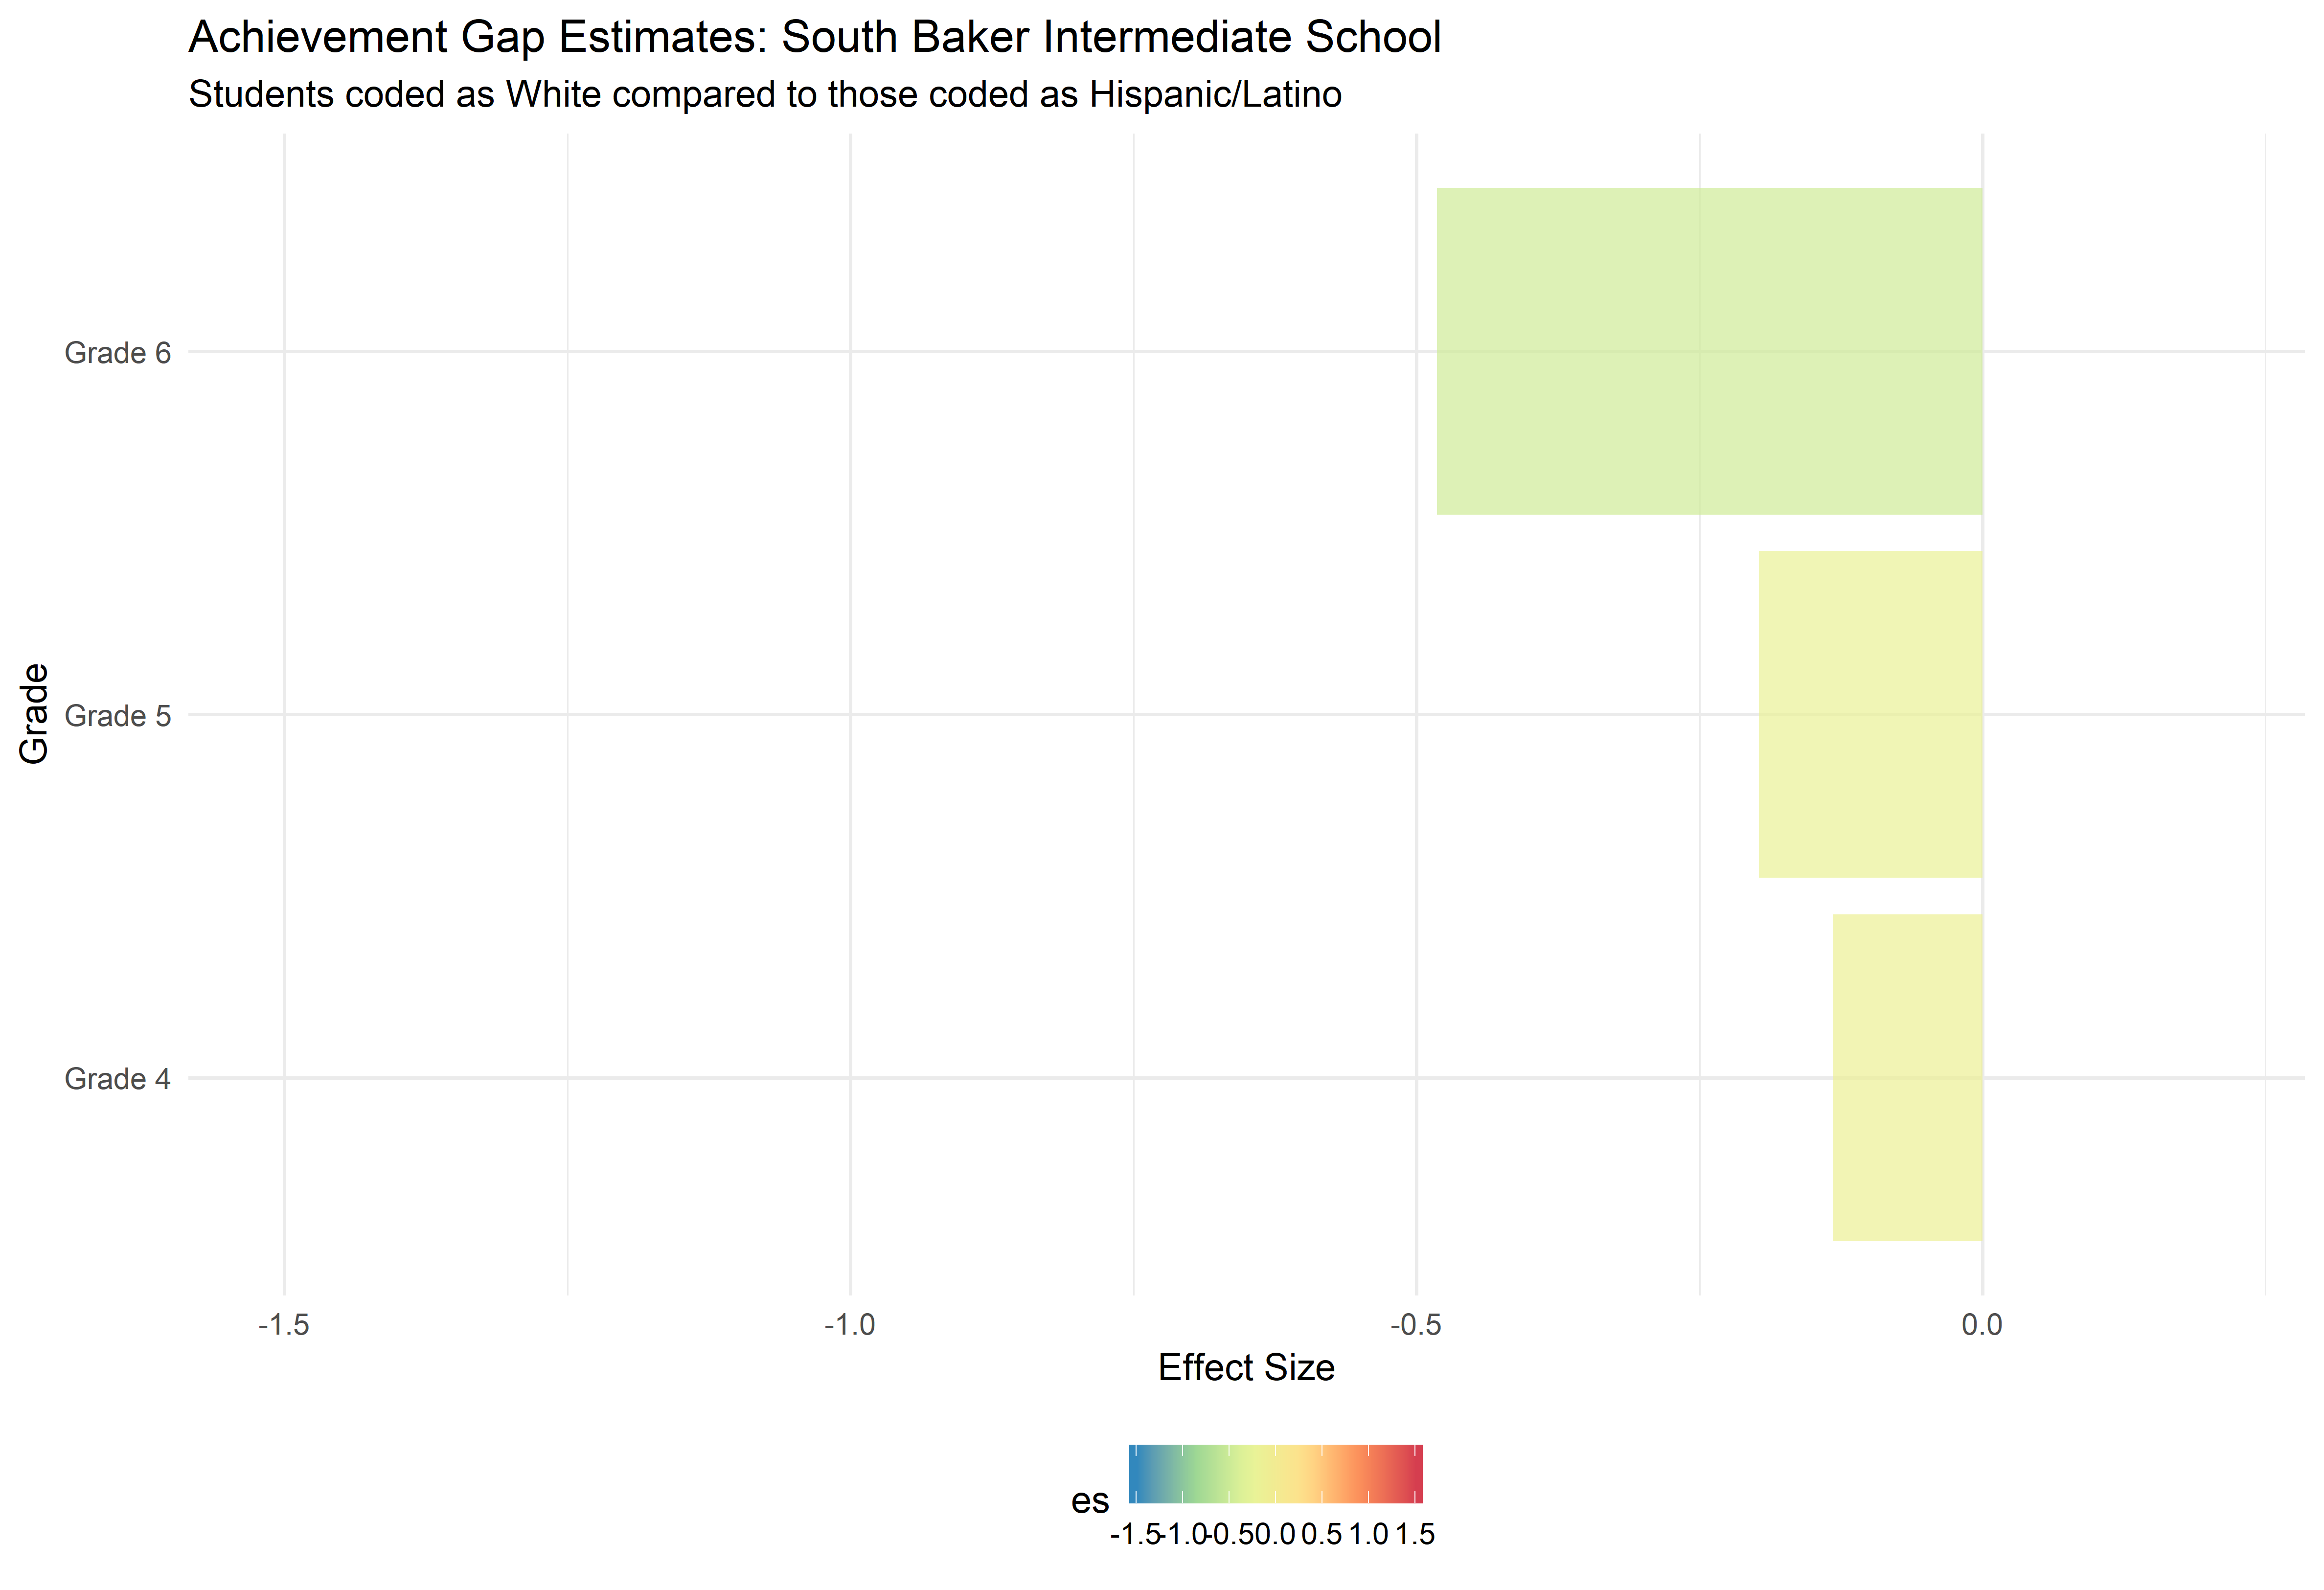 Achievement Gap Estimates: South Baker Intermediate School
Students coded as White compared to those coded as Hispanic/Latino
Grade
Grade 6
Grade 5
Grade 4
-1.5 -1.0 -0.5 0.0
Effect Size
es
-1.5 -1.0 -0.5 0.0 0.5 1.0 1.5